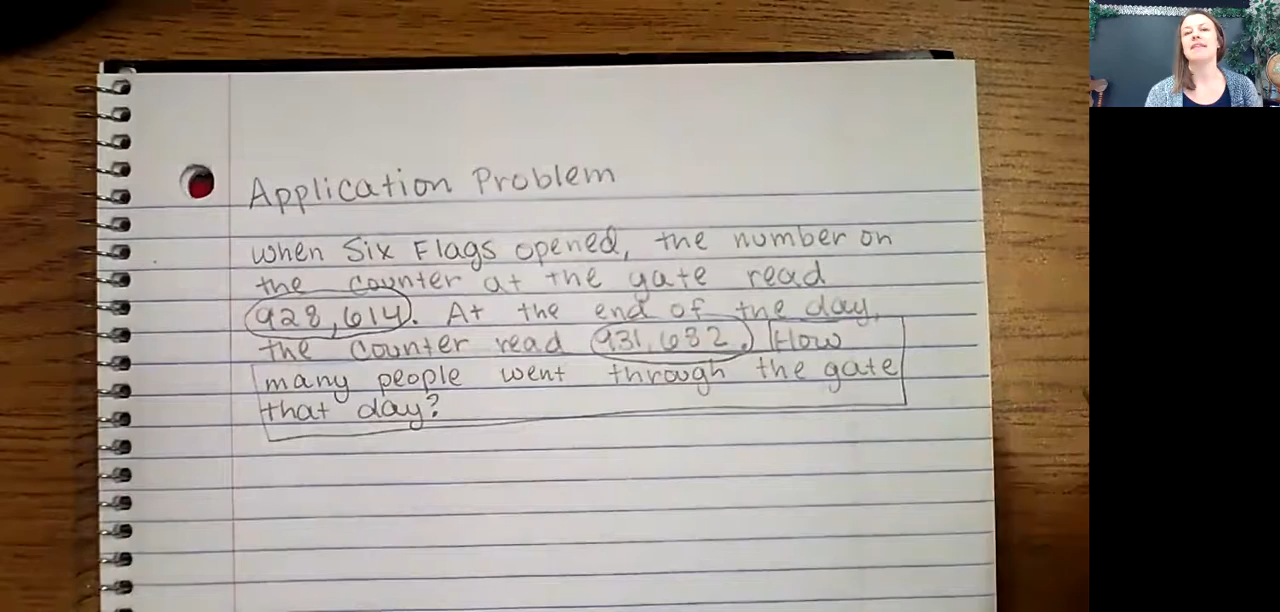 Application Problem
When Six Flags opened, the number on
the counter at the gate read
928,614. At the end of the day,
the counter read 931,682. How
many people went through the gate
that day?